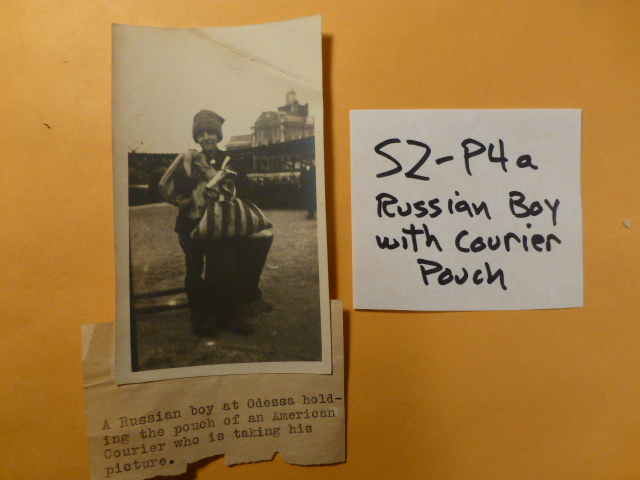 S2-P4a
Russian Boy
with Courier
Pouch
A Russian boy at Odessa hold-
ing the pouch of an American
Courier who is taking his
picture.